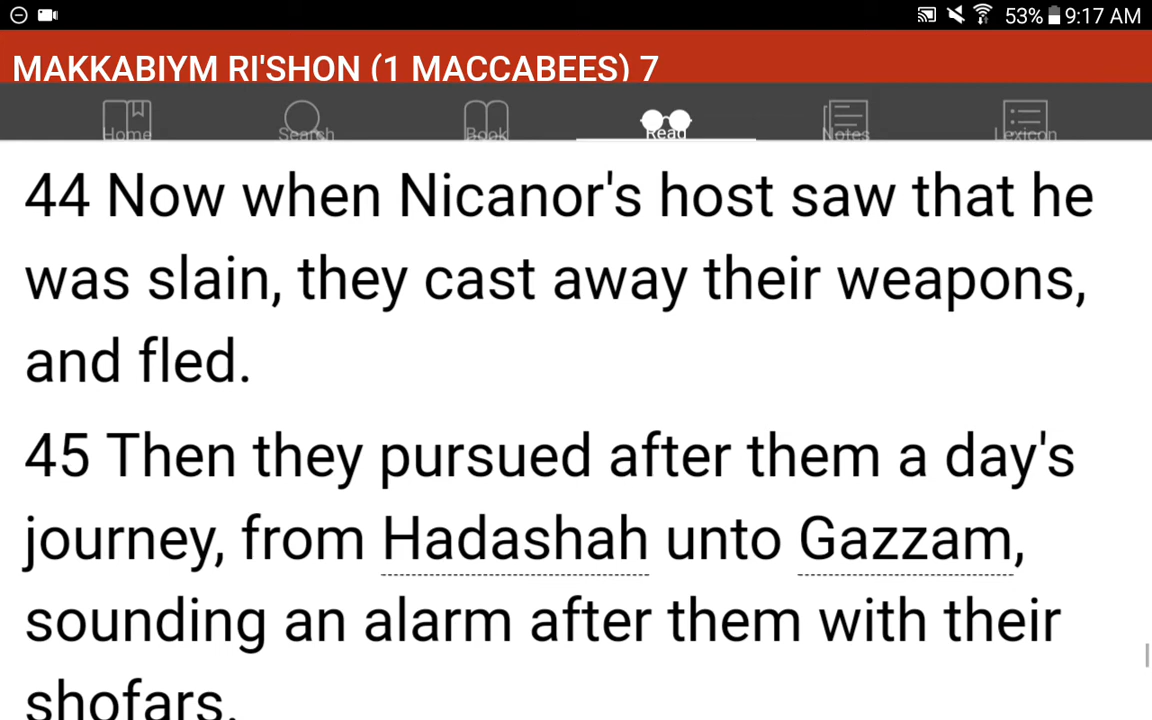 53% 9:17 AM
MAKKABIYM RI'SHON (1 MACCABEES) 7
Home Search Book Read Notes Lexicon
44 Now when Nicanor's host saw that he
was slain, they cast away their weapons,
and fled.
45 Then they pursued after them a day's
journey, from Hadashah unto Gazzam,
sounding an alarm after them with their
shofars.